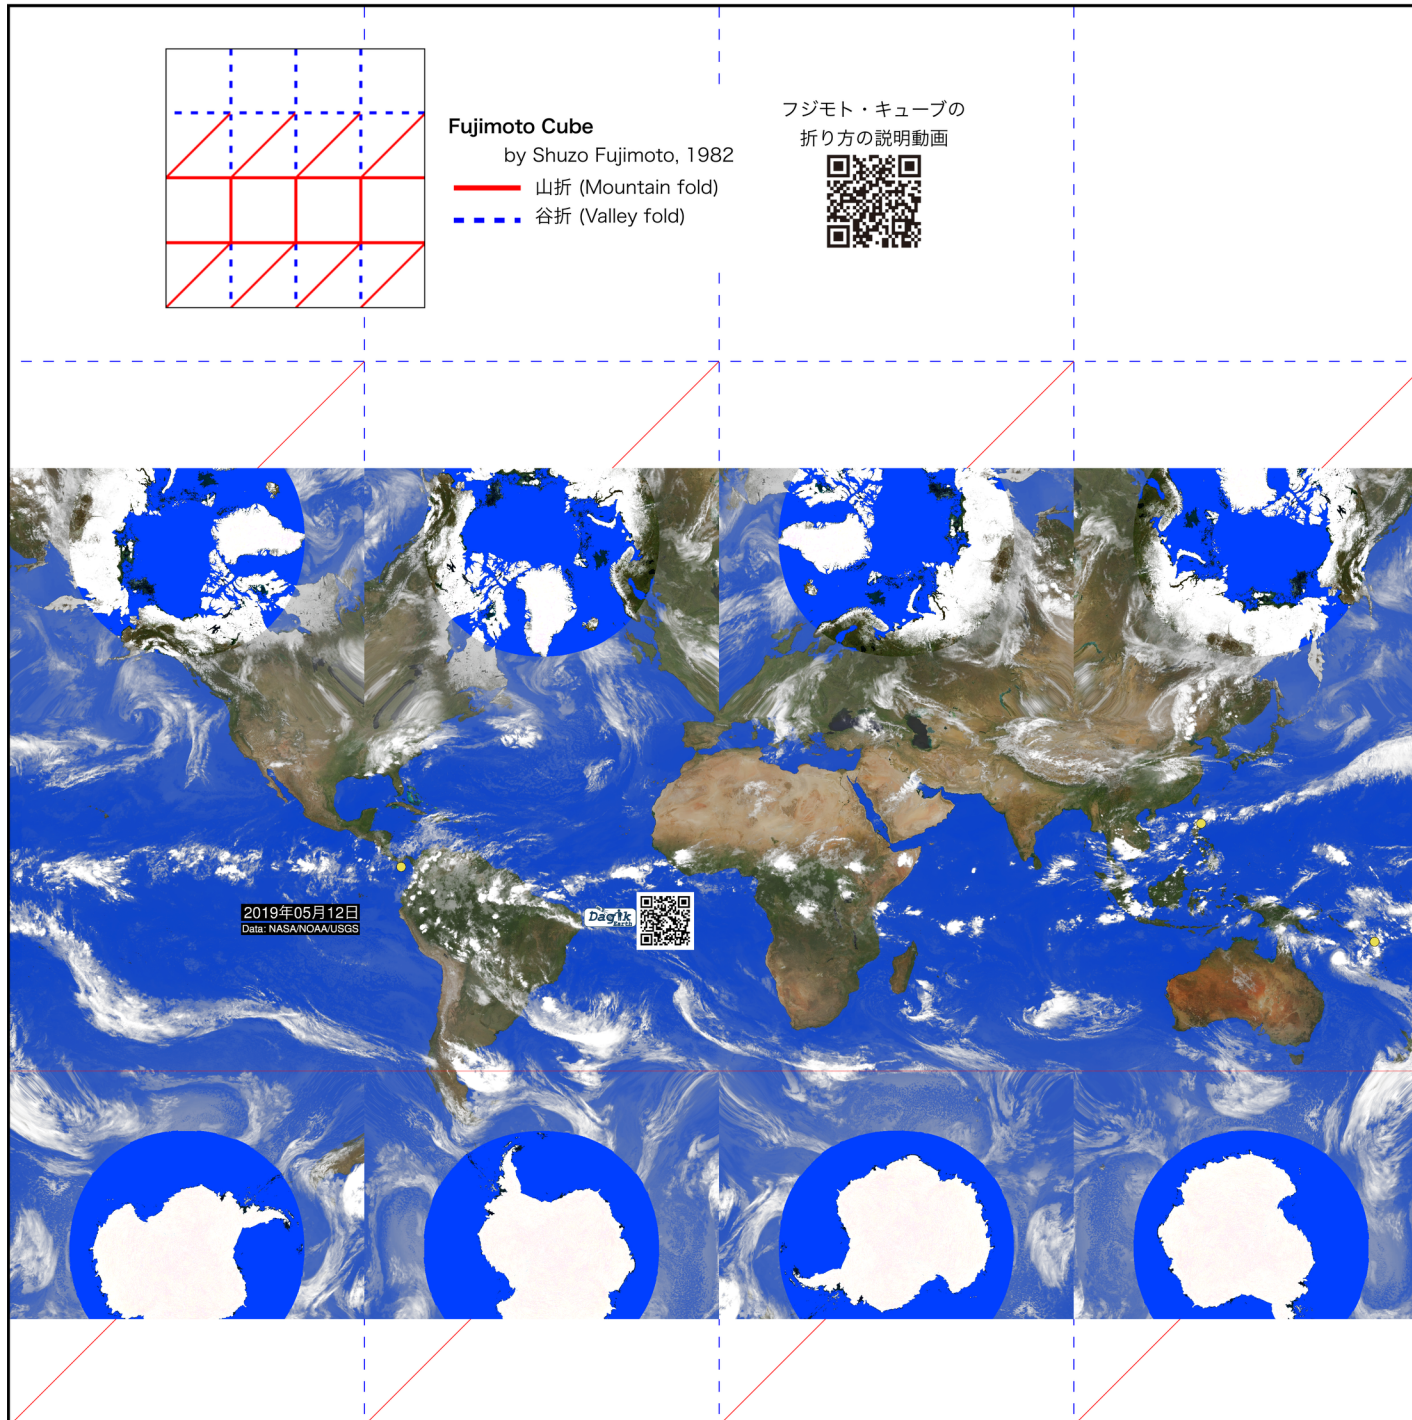 Fujimoto Cube
by Shuzo Fujimoto, 1982
山折 (Mountain fold)
谷折 (Valley fold)
フジモト・キューブの
折り方の説明動画
2019年05月12日
Data: NASA/NOAA/USGS
Dagik
Earth